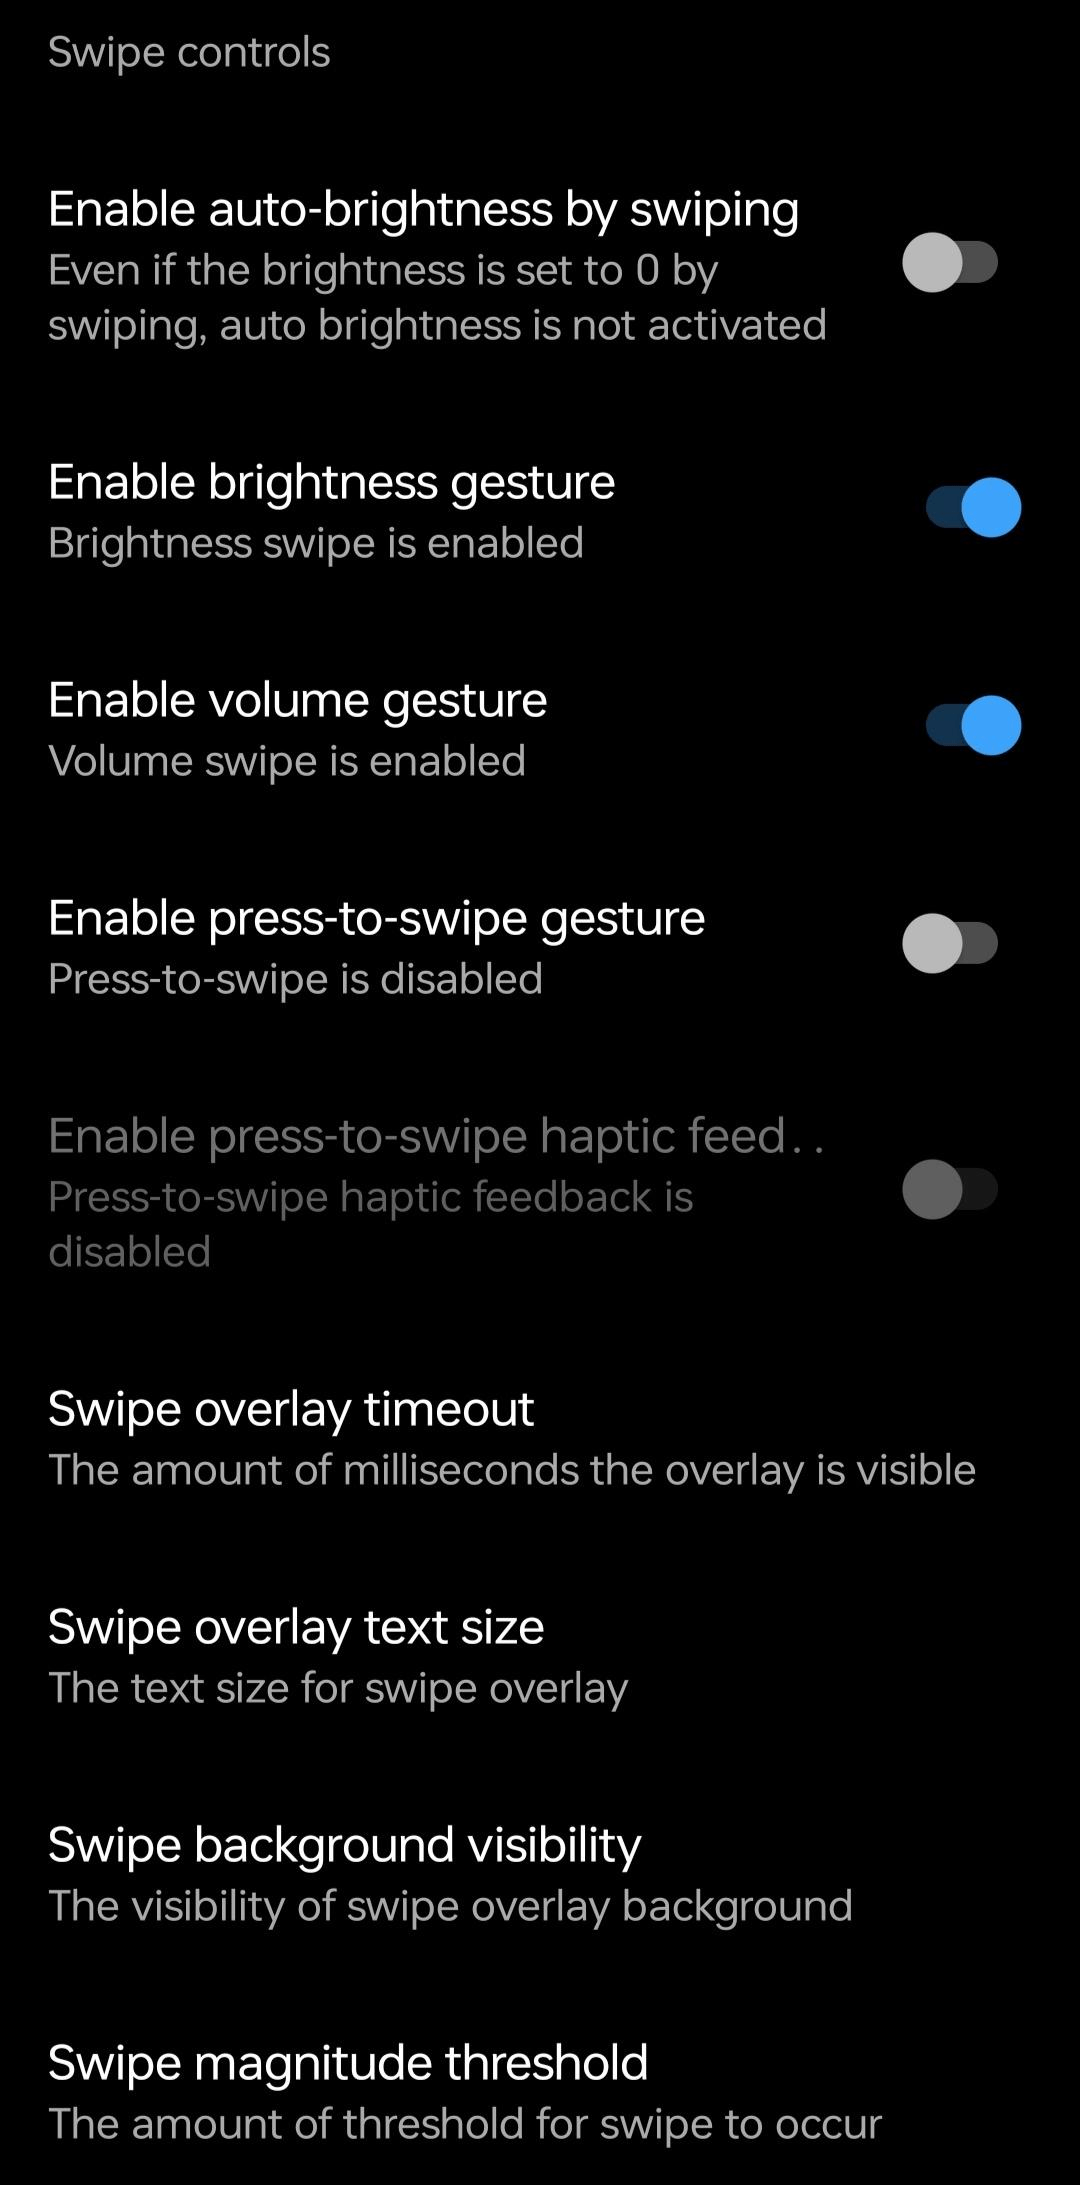 Swipe controls
Enable auto-brightness by swiping
Even if the brightness is set to 0 by
swiping, auto brightness is not activated
Enable brightness gesture
Brightness swipe is enabled
Enable volume gesture
Volume swipe is enabled
Enable press-to-swipe gesture
Press-to-swipe is disabled
Enable press-to-swipe haptic feed..
Press-to-swipe haptic feedback is
disabled
Swipe overlay timeout
The amount of milliseconds the overlay is visible
Swipe overlay text size
The text size for swipe overlay
Swipe background visibility
The visibility of swipe overlay background
Swipe magnitude threshold
The amount of threshold for swipe to occur